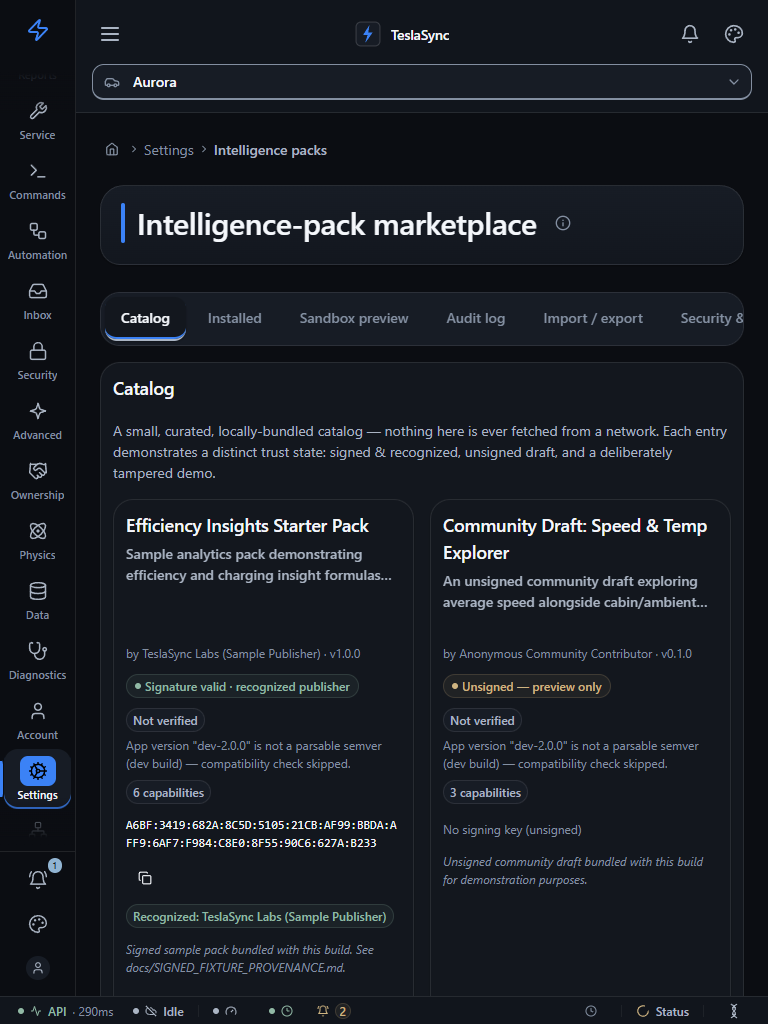 TeslaSync
Aurora
Reports
Service
Commands
Automation
Inbox
Security
Advanced
Ownership
Physics
Data
Diagnostics
Account
Settings
1
Settings
Intelligence packs
Intelligence-pack marketplace
Catalog
Installed
Sandbox preview
Audit log
Import / export
Security &
Catalog
A small, curated, locally-bundled catalog — nothing here is ever fetched from a network. Each entry
demonstrates a distinct trust state: signed & recognized, unsigned draft, and a deliberately
tampered demo.
Efficiency Insights Starter Pack
Sample analytics pack demonstrating
efficiency and charging insight formulas...
by TeslaSync Labs (Sample Publisher) · v1.0.0
Signature valid · recognized publisher
Not verified
App version "dev-2.0.0" is not a parsable semver
(dev build) — compatibility check skipped.
6 capabilities
A6BF:3419:682A:8C5D:5105:21CB:AF99:BBDA:A
FF9:6AF7:F984:C8E0:8F55:90C6:627A:B233
Recognized: TeslaSync Labs (Sample Publisher)
Signed sample pack bundled with this build. See
docs/SIGNED_FIXTURE_PROVENANCE.md.
Community Draft: Speed & Temp
Explorer
An unsigned community draft exploring
average speed alongside cabin/ambient...
by Anonymous Community Contributor · v0.1.0
Unsigned — preview only
Not verified
App version "dev-2.0.0" is not a parsable semver
(dev build) — compatibility check skipped.
3 capabilities
No signing key (unsigned)
Unsigned community draft bundled with this build
for demonstration purposes.
API · 290ms
Idle
2
Status